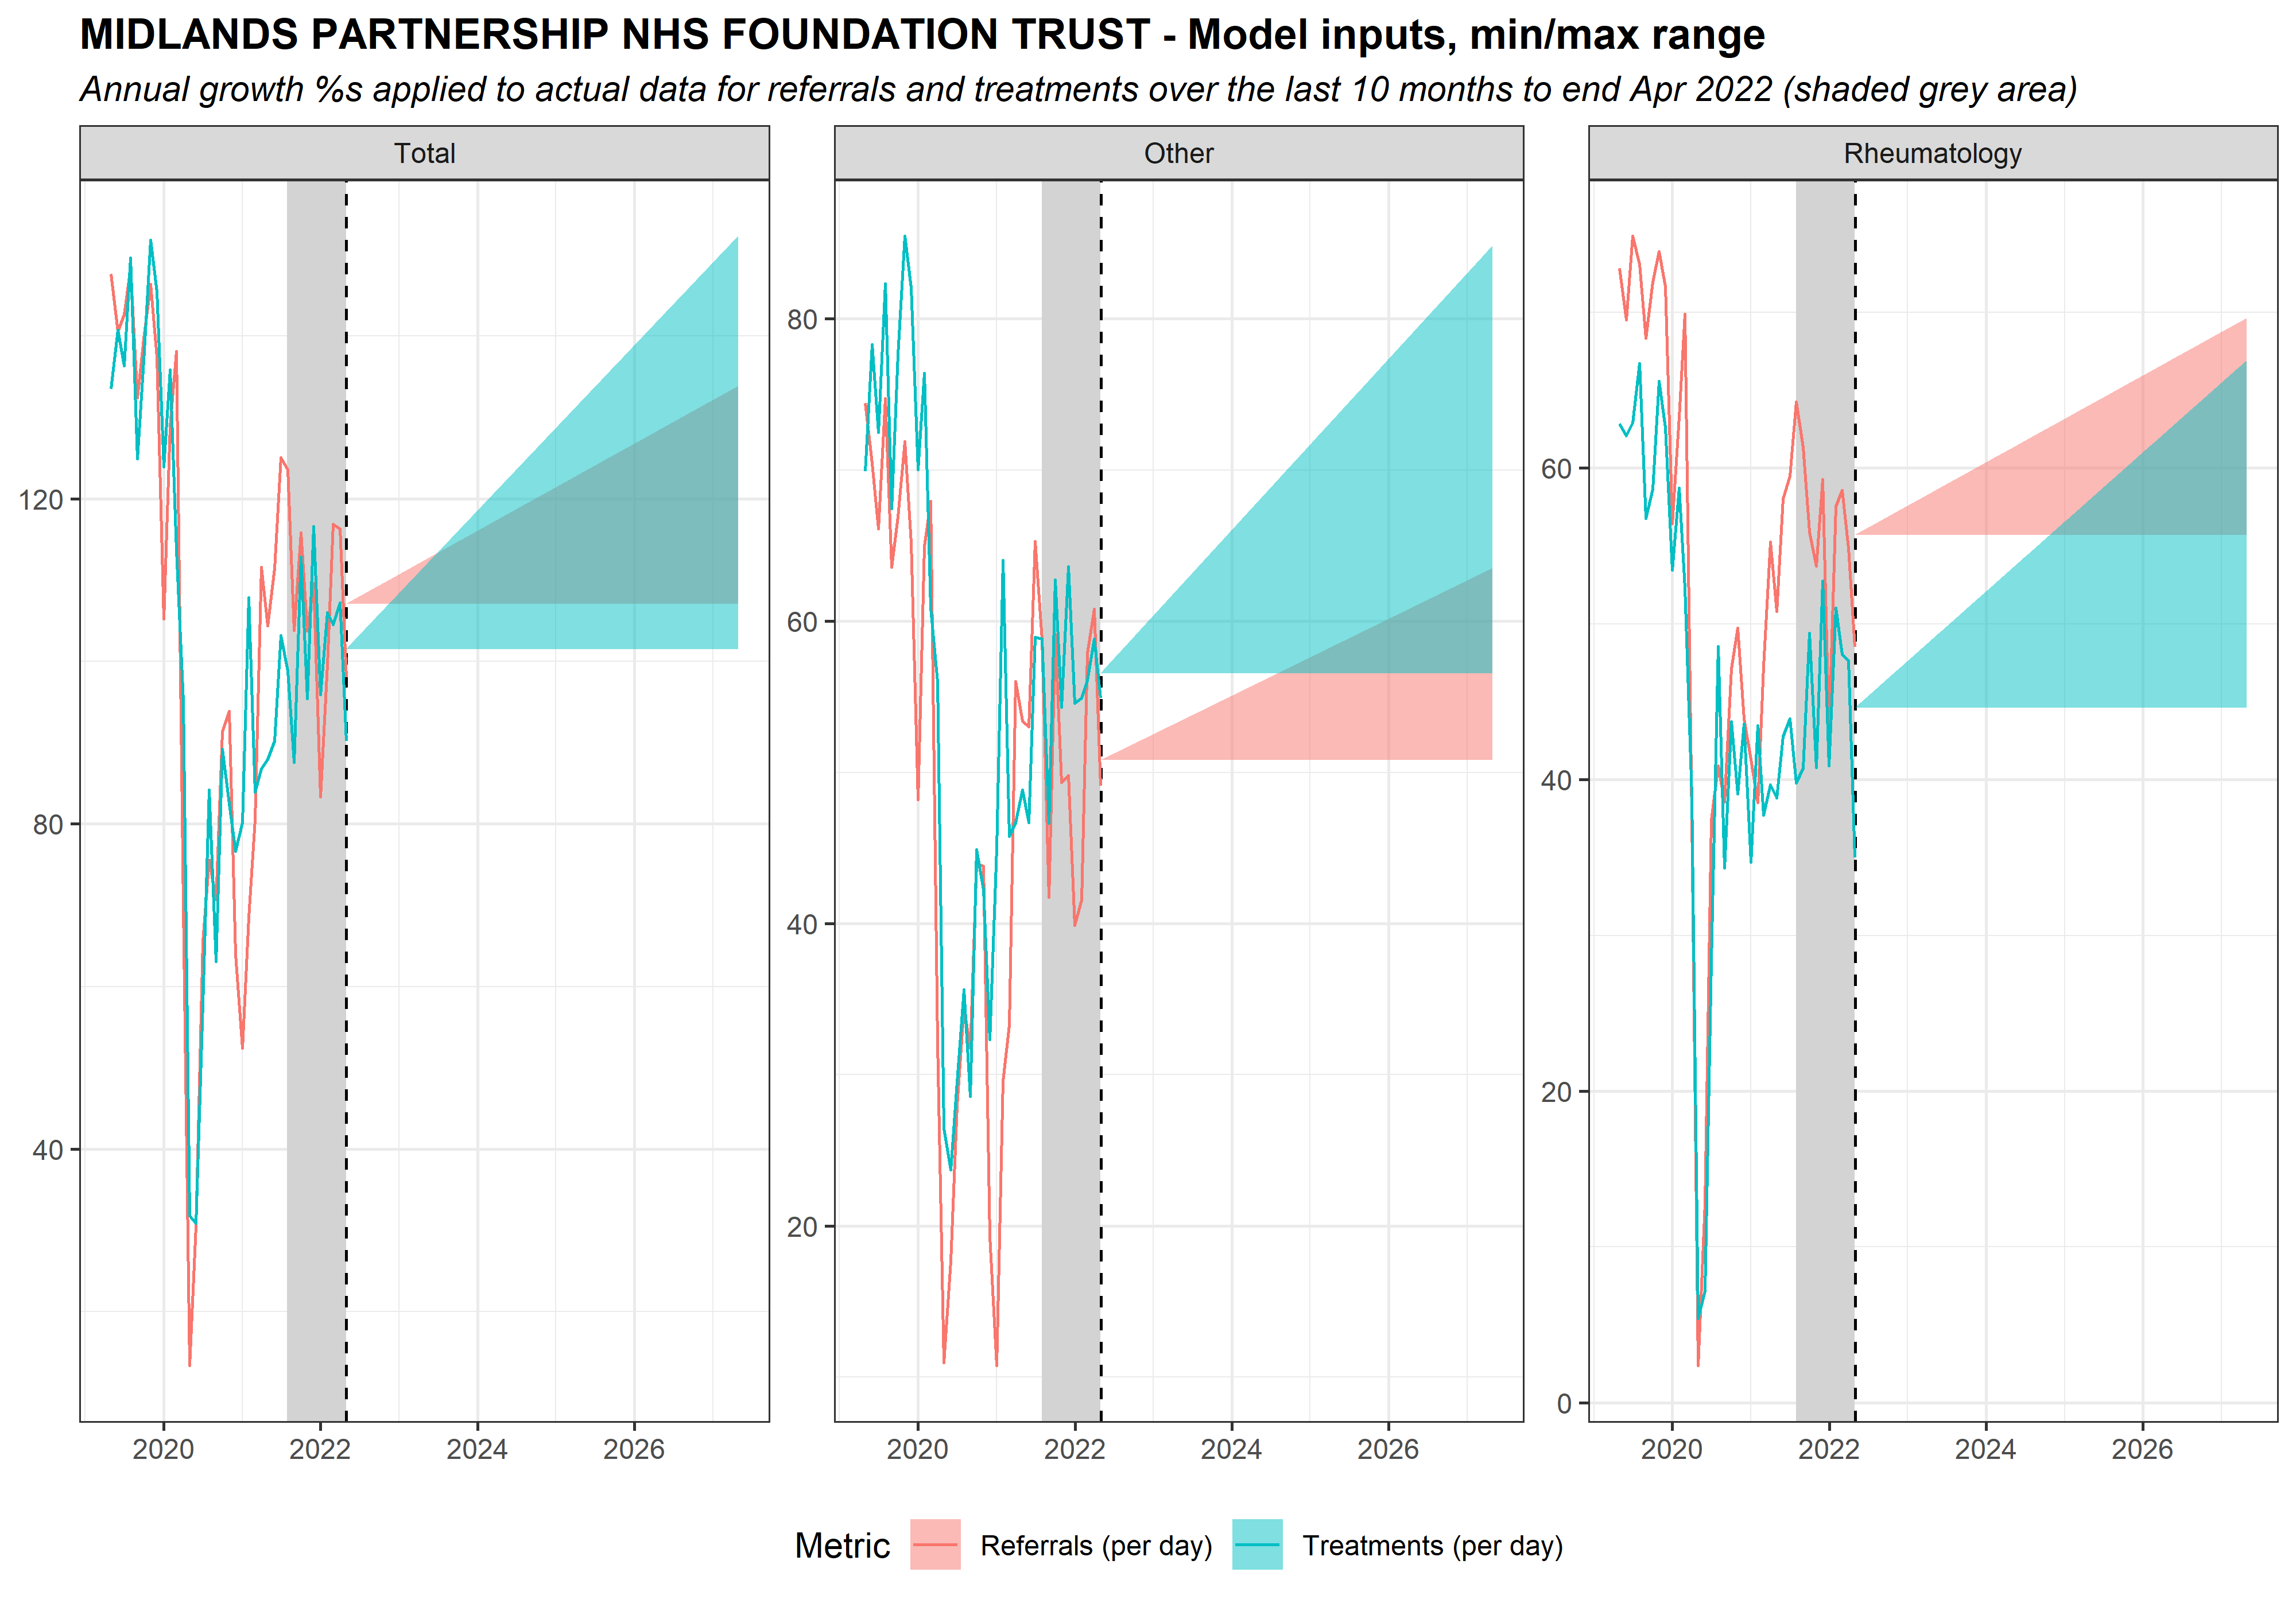 MIDLANDS PARTNERSHIP NHS FOUNDATION TRUST - Model inputs, min/max range
Annual growth %s applied to actual data for referrals and treatments over the last 10 months to end Apr 2022 (shaded grey area)
Total
Other
Rheumatology
120
80
40
80
60
40
20
60
40
20
0
2020 2022 2024 2026
2020 2022 2024 2026
2020 2022 2024 2026
Metric Referrals (per day) Treatments (per day)